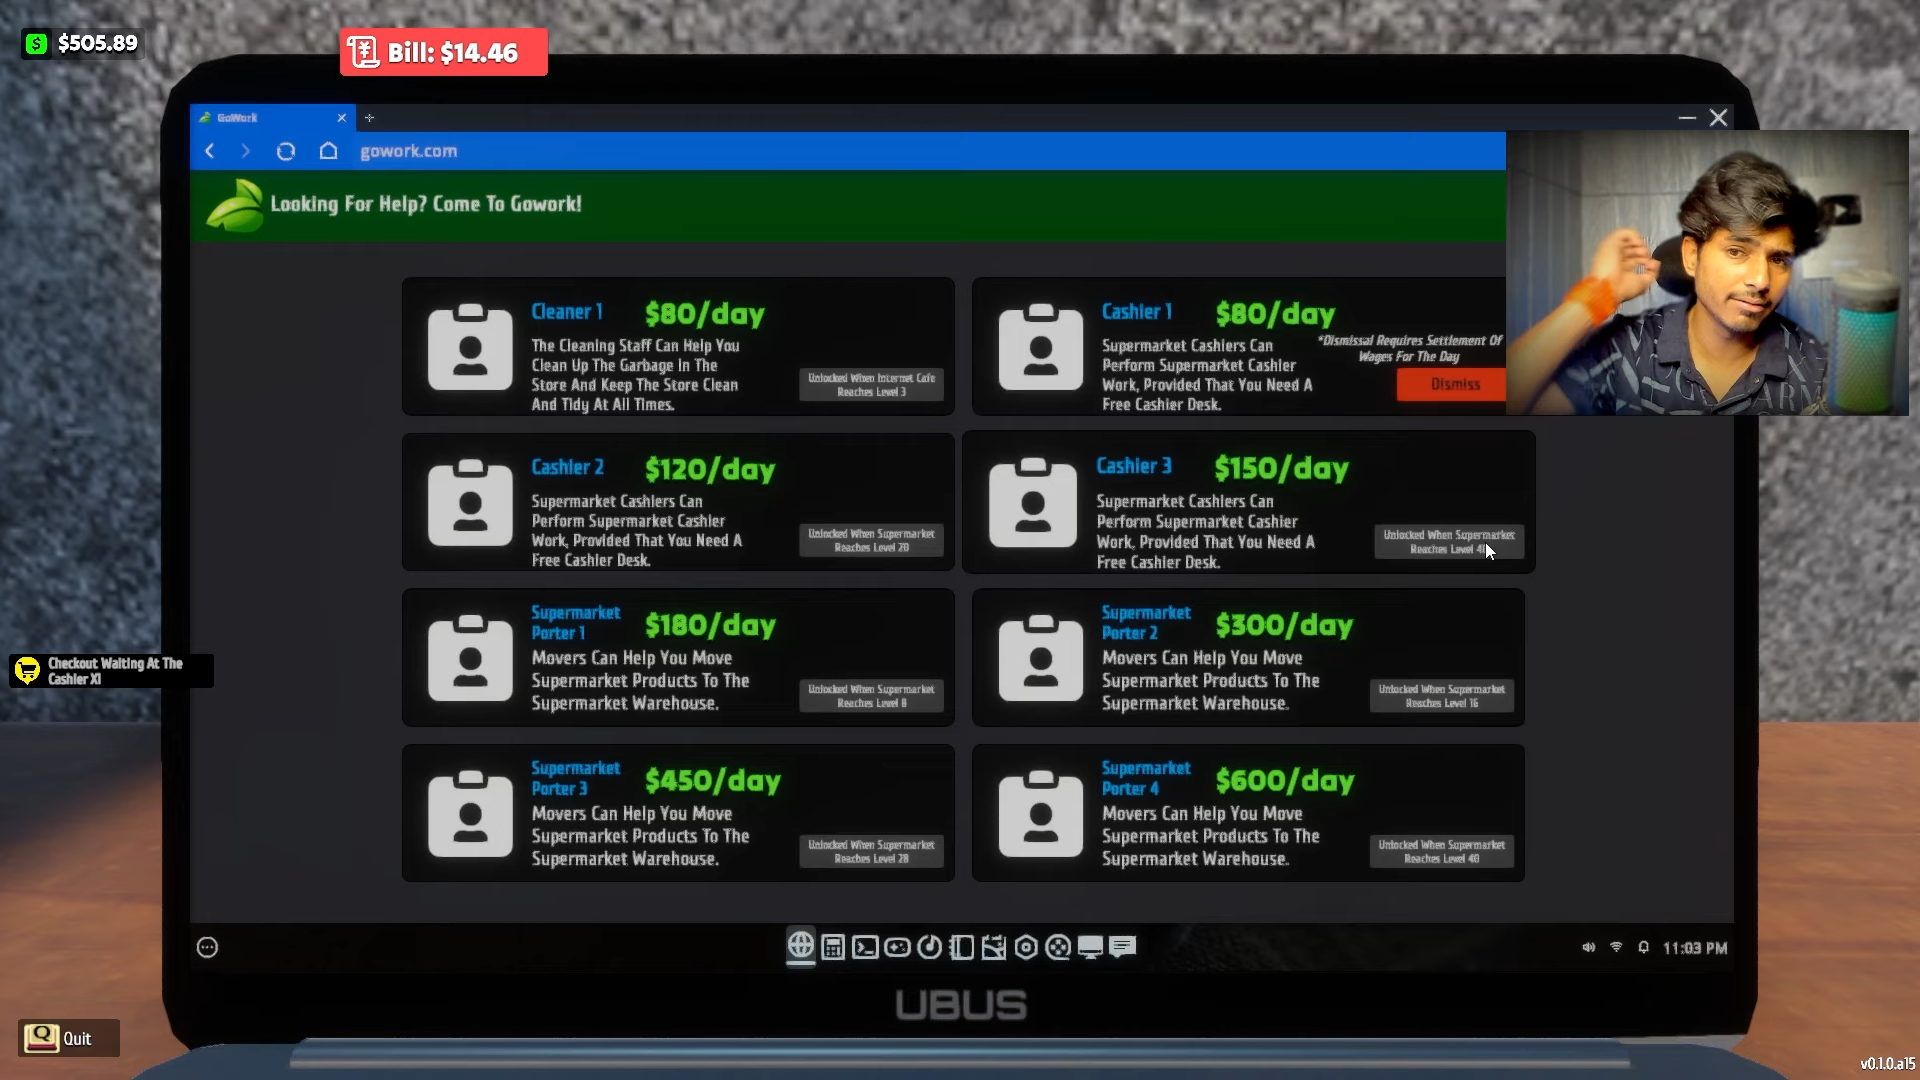 $505.89
Bill: $14.46
GoWork
gowork.com
Looking For Help? Come To Gowork!
Cleaner 1 $80/day
The Cleaning Staff Can Help You
Clean Up The Garbage In The
Store And Keep The Store Clean
And Tidy At All Times.
Unlocked When Internet Cafe
Reaches Level 3
Cashier 1 $80/day
Supermarket Cashiers Can
Perform Supermarket Cashier
Work, Provided That You Need A
Free Cashier Desk.
*Dismissal Requires Settlement Of
Wages For The Day
Dismiss
Cashier 2 $120/day
Supermarket Cashiers Can
Perform Supermarket Cashier
Work, Provided That You Need A
Free Cashier Desk.
Unlocked When Supermarket
Reaches Level 20
Cashier 3 $150/day
Supermarket Cashiers Can
Perform Supermarket Cashier
Work, Provided That You Need A
Free Cashier Desk.
Unlocked When Supermarket
Reaches Level
Supermarket
Porter 1
$180/day
Movers Can Help You Move
Supermarket Products To The
Supermarket Warehouse.
Unlocked When Supermarket
Reaches Level 8
Supermarket
Porter 2
$300/day
Movers Can Help You Move
Supermarket Products To The
Supermarket Warehouse.
Unlocked When Supermarket
Reaches Level 16
Supermarket
Porter 3
$450/day
Movers Can Help You Move
Supermarket Products To The
Supermarket Warehouse.
Unlocked When Supermarket
Reaches Level 28
Supermarket
Porter 4
$600/day
Movers Can Help You Move
Supermarket Products To The
Supermarket Warehouse.
Unlocked When Supermarket
Reaches Level 40
Checkout Waiting At The
Cashier X1
11:03 PM
UBUS
Q Quit
v0.1.0.a15